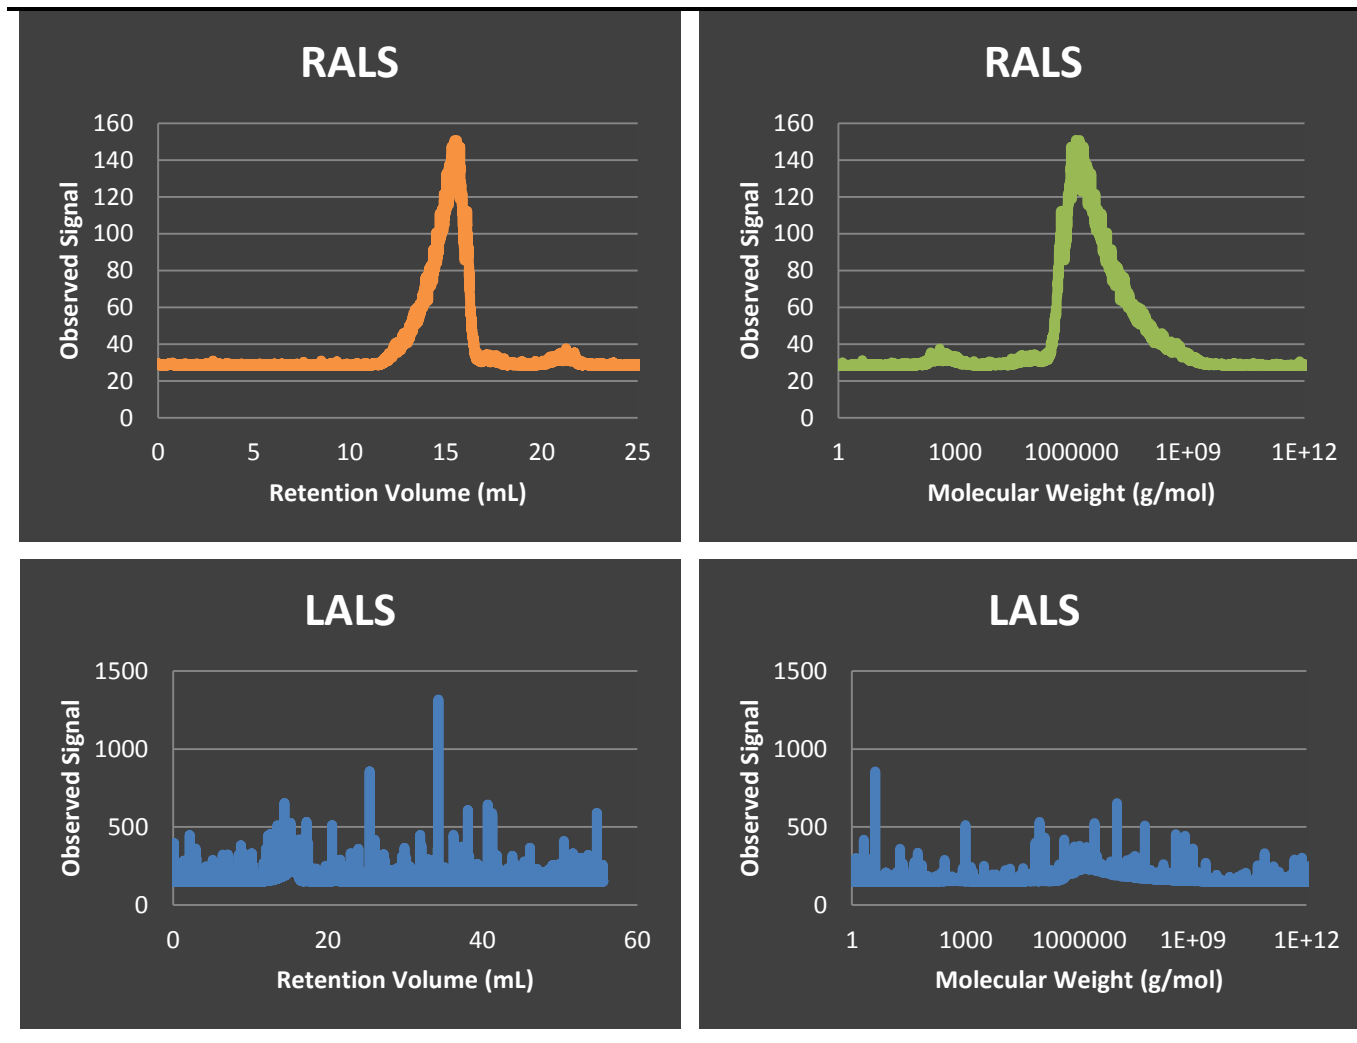 RALS
160
140
120
100
80
60
40
20
0
Observed Signal
0 5 10 15 20 25
Retention Volume (mL)
RALS
160
140
120
100
80
60
40
20
0
Observed Signal
1 1000 1000000 1E+09 1E+12
Molecular Weight (g/mol)
LALS
1500
1000
500
0
Observed Signal
0 20 40 60
Retention Volume (mL)
LALS
1500
1000
500
0
Observed Signal
1 1000 1000000 1E+09 1E+12
Molecular Weight (g/mol)